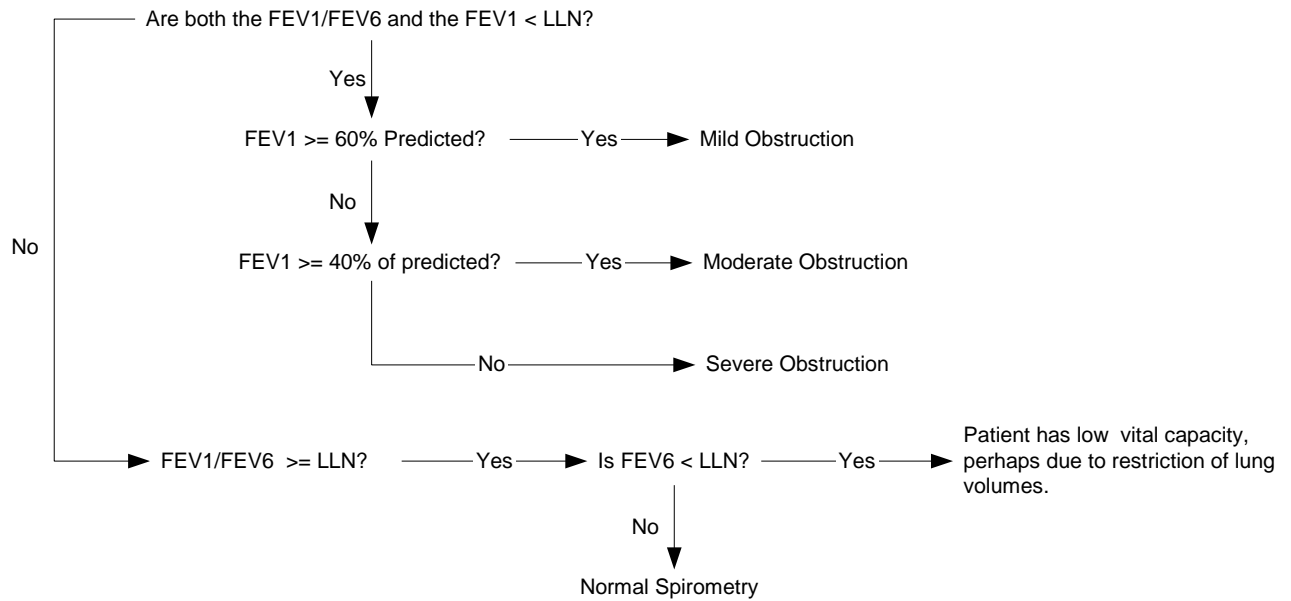 Are both the FEV1/FEV6 and the FEV1 < LLN?
Yes
FEV1 >= 60% Predicted?
Yes
Mild Obstruction
No
No
FEV1 >= 40% of predicted?
Yes
Moderate Obstruction
No
Severe Obstruction
FEV1/FEV6 >= LLN?
Yes
Is FEV6 < LLN?
Yes
Patient has low vital capacity,
perhaps due to restriction of lung
volumes.
No
Normal Spirometry